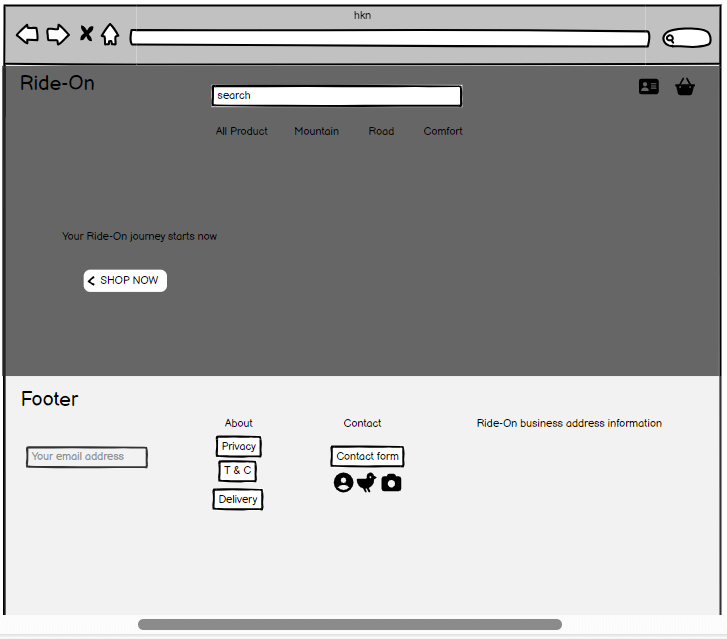 hkn
Ride-On
search
All Product Mountain Road Comfort
Your Ride-On journey starts now
SHOP NOW
Footer
About Contact Ride-On business address information
Your email address
Privacy
T & C
Delivery
Contact form